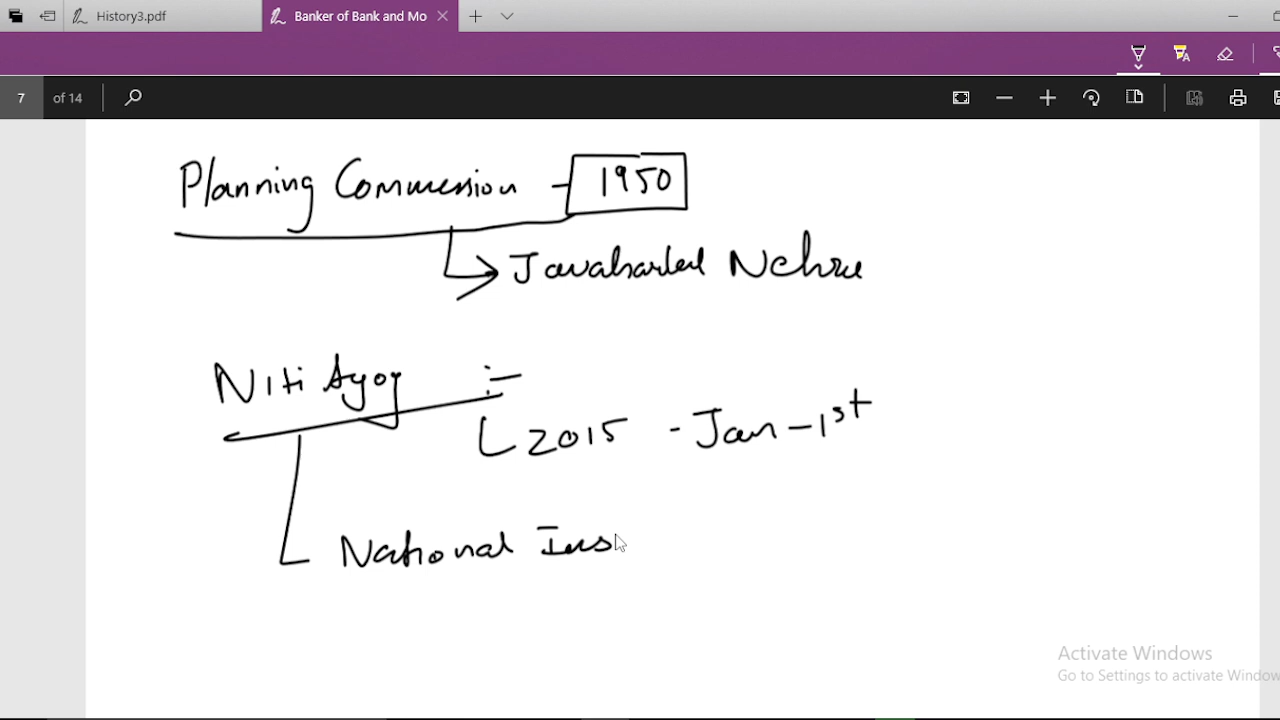 History3.pdf
Banker of Bank and Mo
7 of 14
Planning Commession - 1950
Jawaharlal Nehru
Niti Ayog :-
2015 - Jan - 1st
National Ins
Activate Windows
Go to Settings to activate Window